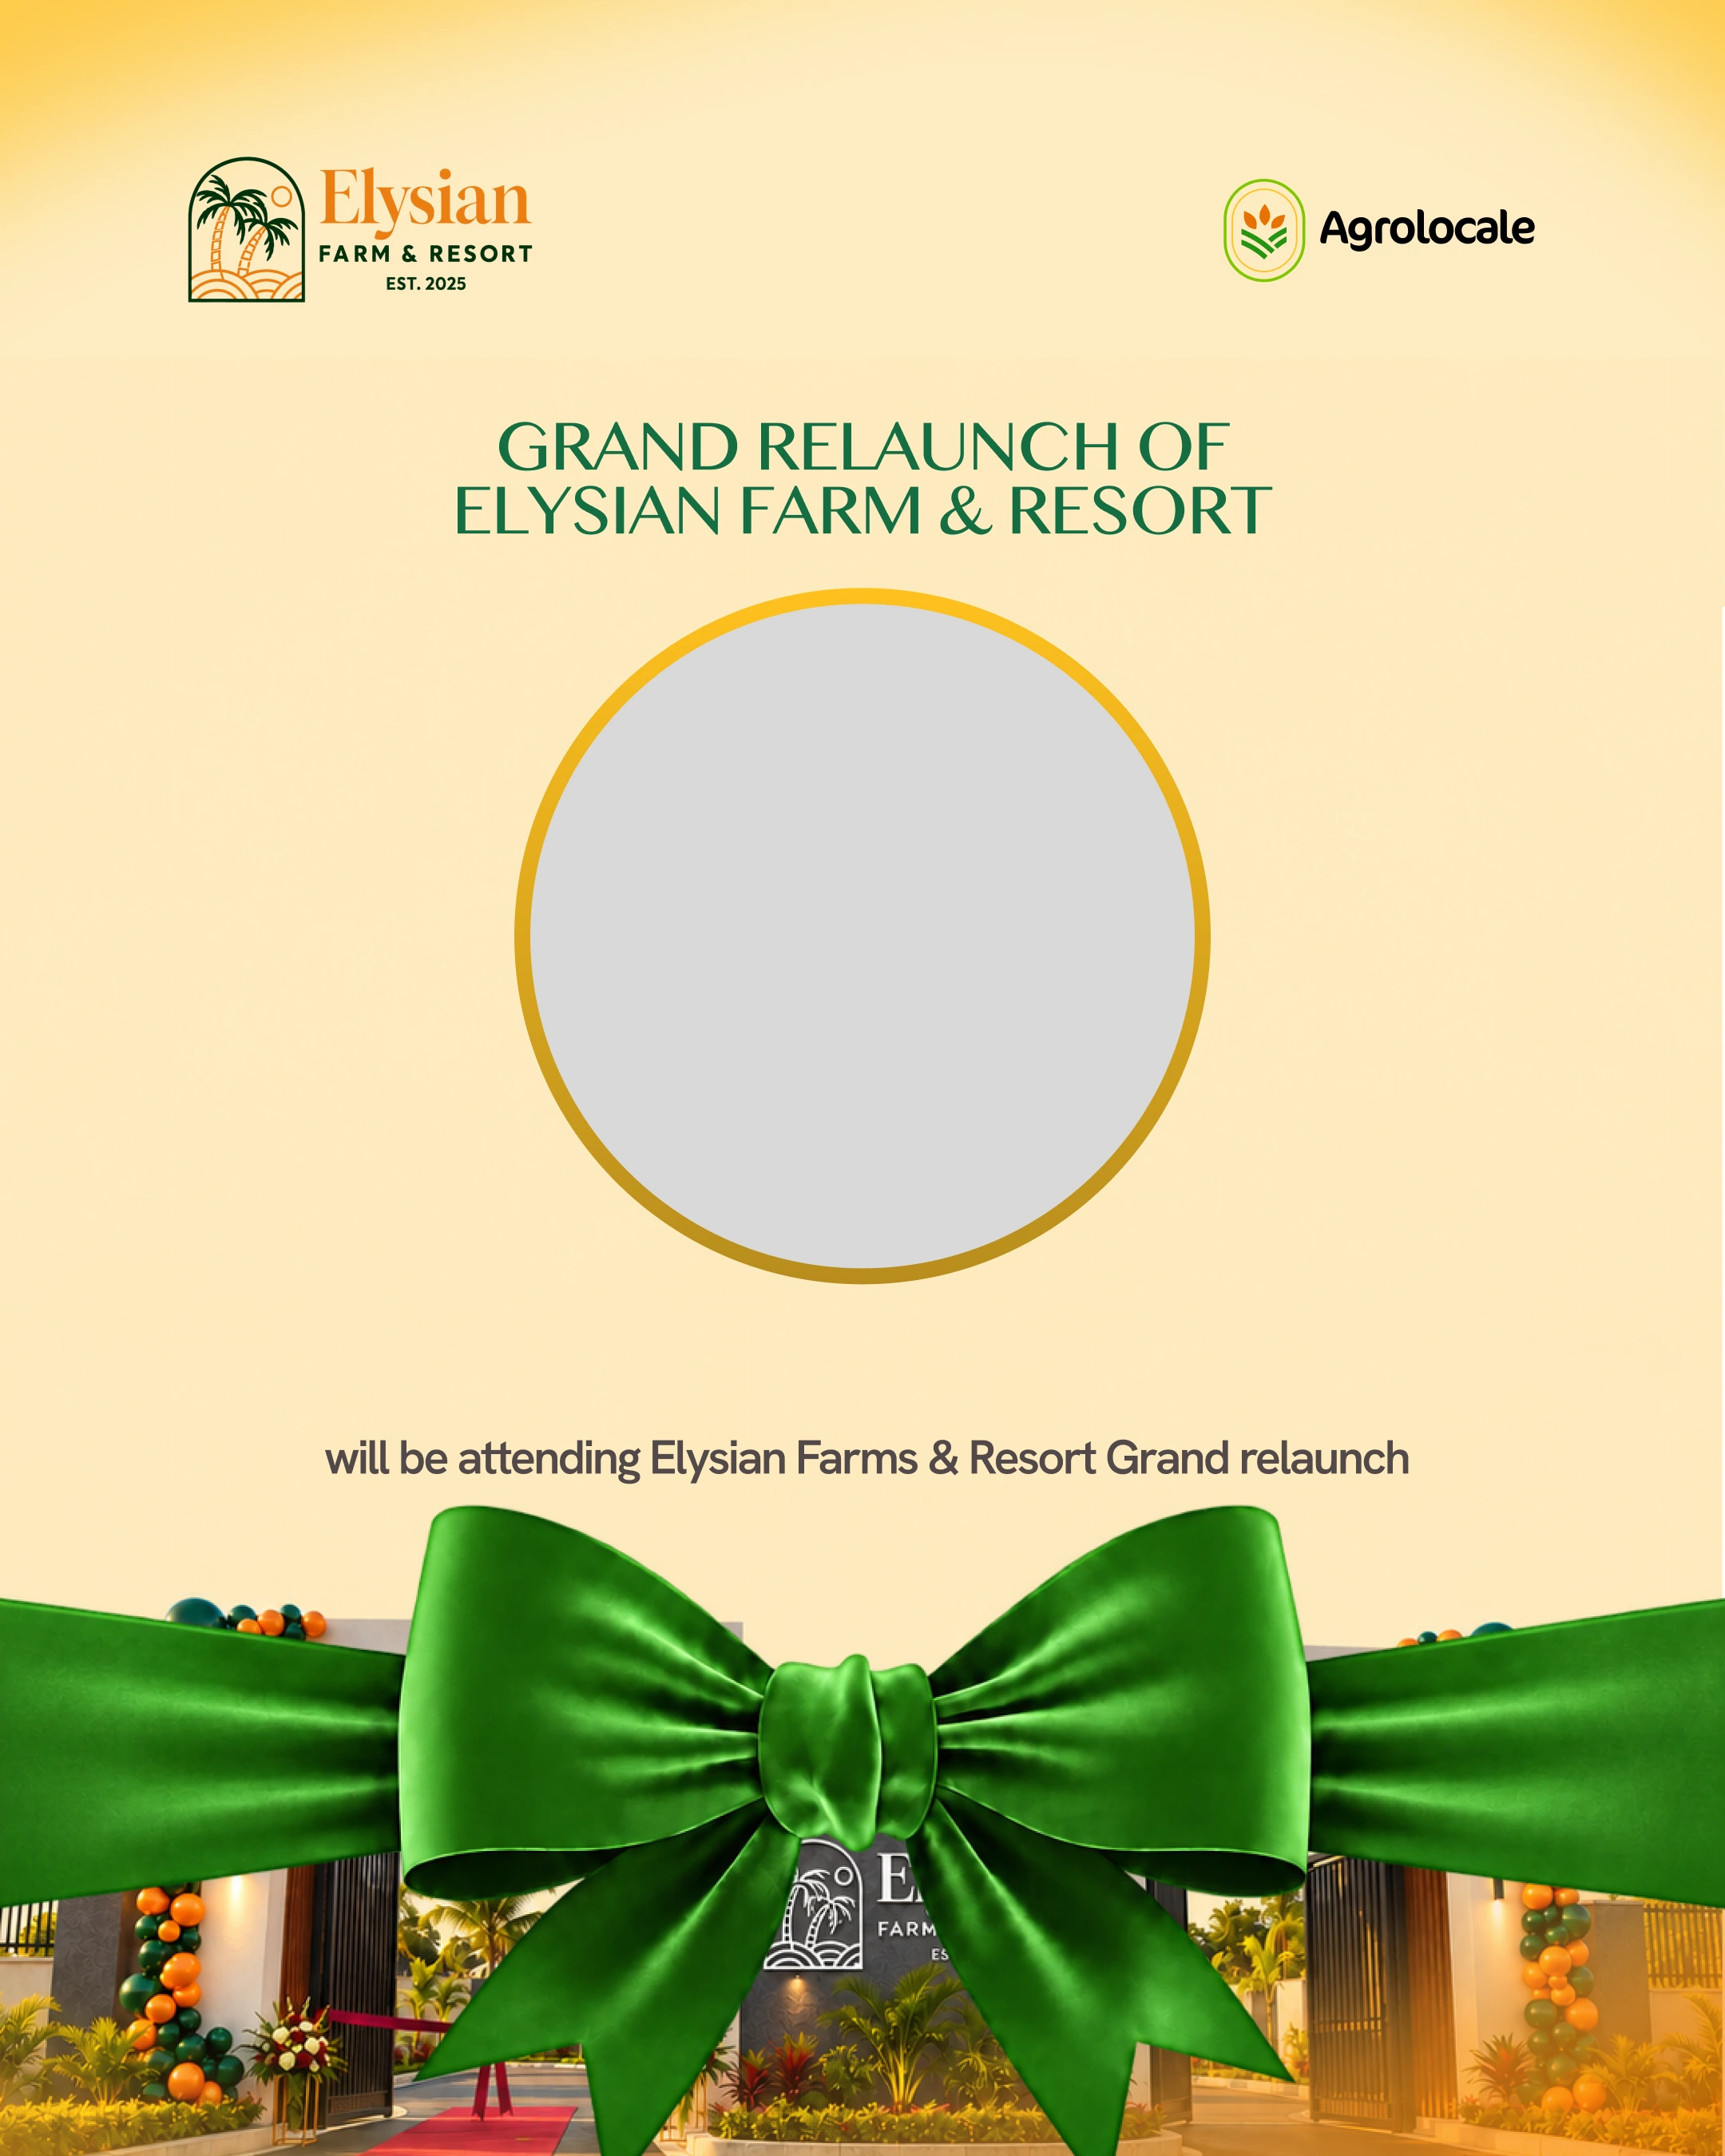 Elysian
FARM & RESORT
EST. 2025
Agrolocale
GRAND RELAUNCH OF
ELYSIAN FARM & RESORT
will be attending Elysian Farms & Resort Grand relaunch